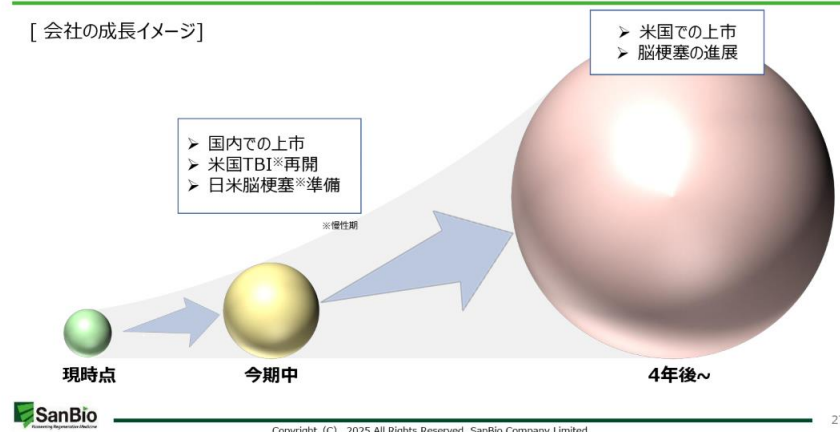 [ 会社の成長イメージ]
➢ 米国での上市
➢ 脳梗塞の進展
➢ 国内での上市
➢ 米国TBI※再開
➢ 日米脳梗塞※準備
※慢性期
現時点
今期中
4年後~
SanBio
Copyright (C) 2025 All Rights Reserved. SanBio Company Limited
27